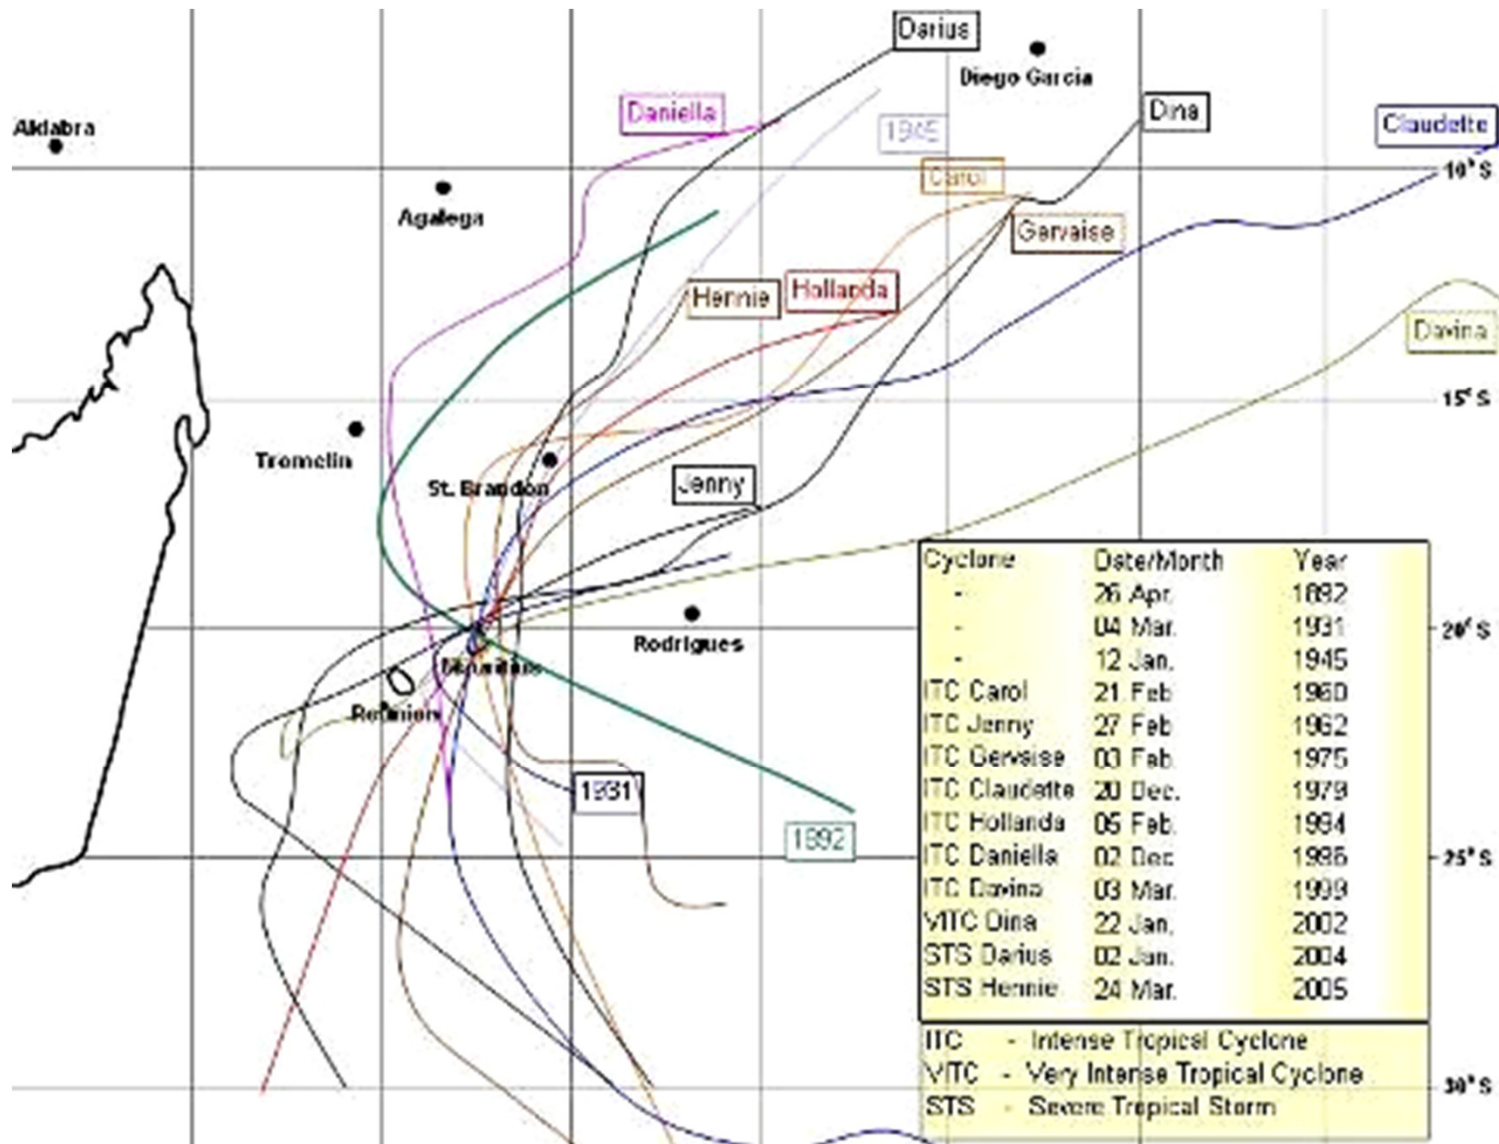 Darius
Diego Garcia
Daniella
Dina
Claudette
Aldabra
1945
10°S
Carol
Agalega
Gervaise
Hennie
Hollanda
Davina
15°S
Tromelin
St. Brandon
Jenny
Rodrigues
20°S
Mauritius
Reunion
1931
1892
25°S
30°S
Cyclone Date/Month Year
- 26 Apr. 1892
- 04 Mar. 1931
- 12 Jan. 1945
ITC Carol 21 Feb 1960
ITC Jenny 27 Feb 1962
ITC Gervaise 03 Feb. 1975
ITC Claudette 20 Dec. 1979
ITC Hollanda 05 Feb. 1994
ITC Daniella 02 Dec 1996
ITC Davina 03 Mar. 1999
VITC Dina 22 Jan. 2002
STS Darius 02 Jan. 2004
STS Hennie 24 Mar. 2005
ITC - Intense Tropical Cyclone
VITC - Very Intense Tropical Cyclone
STS - Severe Tropical Storm